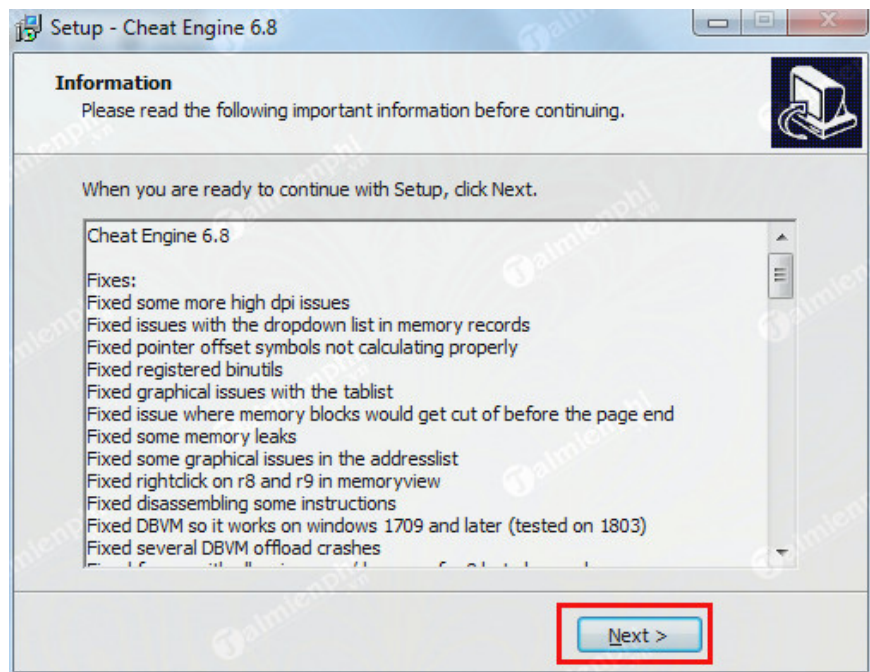 Setup - Cheat Engine 6.8
Information
Please read the following important information before continuing.
When you are ready to continue with Setup, click Next.
Cheat Engine 6.8
Fixes:
Fixed some more high dpi issues
Fixed issues with the dropdown list in memory records
Fixed pointer offset symbols not calculating properly
Fixed registered binutils
Fixed graphical issues with the tablist
Fixed issue where memory blocks would get cut of before the page end
Fixed some memory leaks
Fixed some graphical issues in the addresslist
Fixed rightclick on r8 and r9 in memoryview
Fixed disassembling some instructions
Fixed DBVM so it works on windows 1709 and later (tested on 1803)
Fixed several DBVM offload crashes
Next >